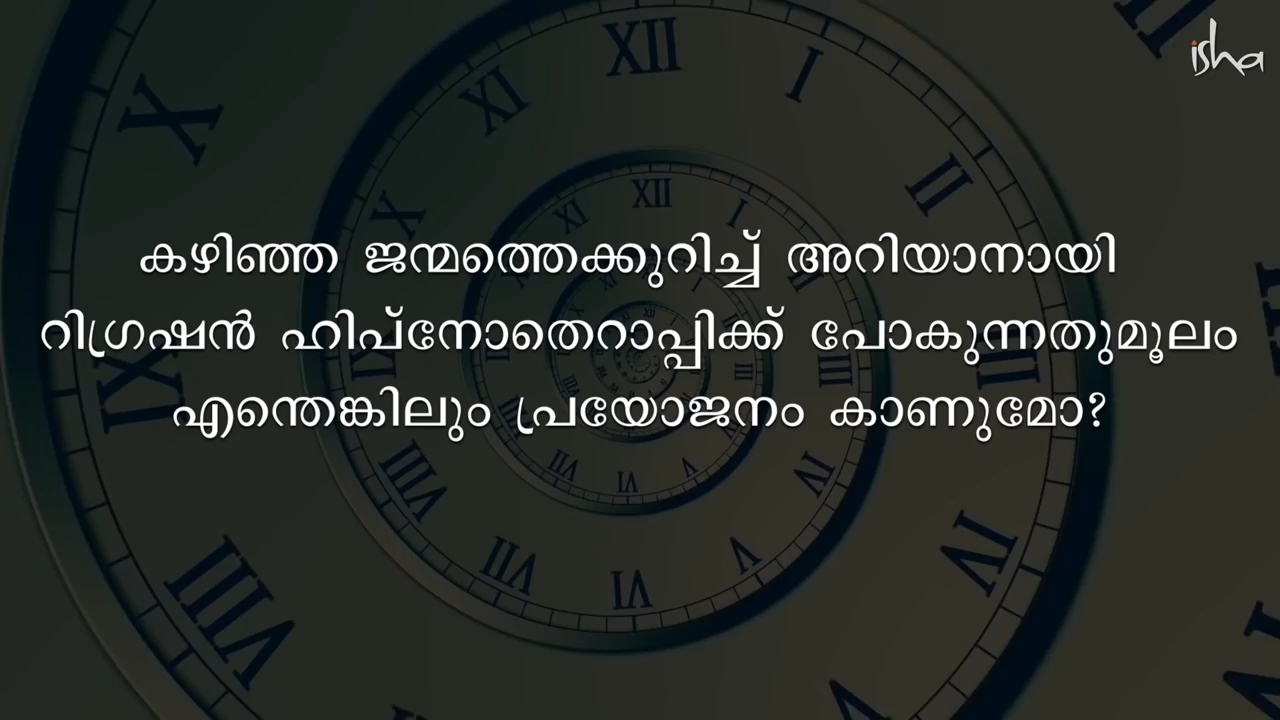 isha
കഴിഞ്ഞ ജന്മത്തെക്കുറിച്ച് അറിയാനായി
റിഗ്രഷൻ ഹിപ്നോതെറാപ്പിക്ക് പോകുന്നതുമൂലം
എന്തെങ്കിലും പ്രയോജനം കാണുമോ?